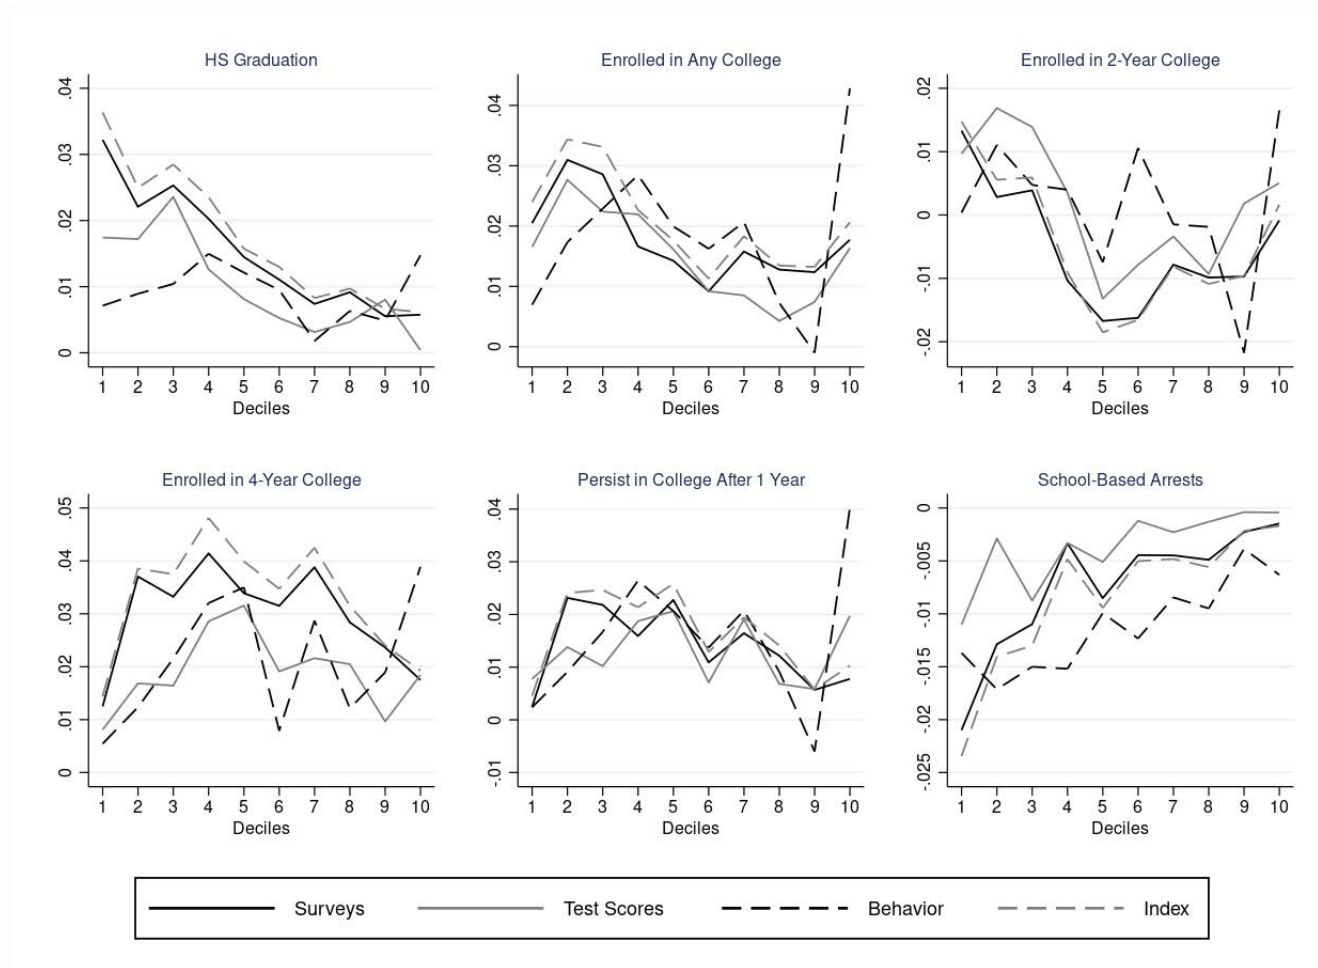 HS Graduation
.04
.03
.02
.01
0
1 2 3 4 5 6 7 8 9 10
Deciles
Enrolled in Any College
.04
.03
.02
.01
0
1 2 3 4 5 6 7 8 9 10
Deciles
Enrolled in 2-Year College
.02
.01
0
-.01
-.02
1 2 3 4 5 6 7 8 9 10
Deciles
Enrolled in 4-Year College
.05
.04
.03
.02
.01
0
1 2 3 4 5 6 7 8 9 10
Deciles
Persist in College After 1 Year
.04
.03
.02
.01
0
-.01
1 2 3 4 5 6 7 8 9 10
Deciles
School-Based Arrests
0
-.005
-.01
-.015
-.02
-.025
1 2 3 4 5 6 7 8 9 10
Deciles
Surveys Test Scores Behavior Index